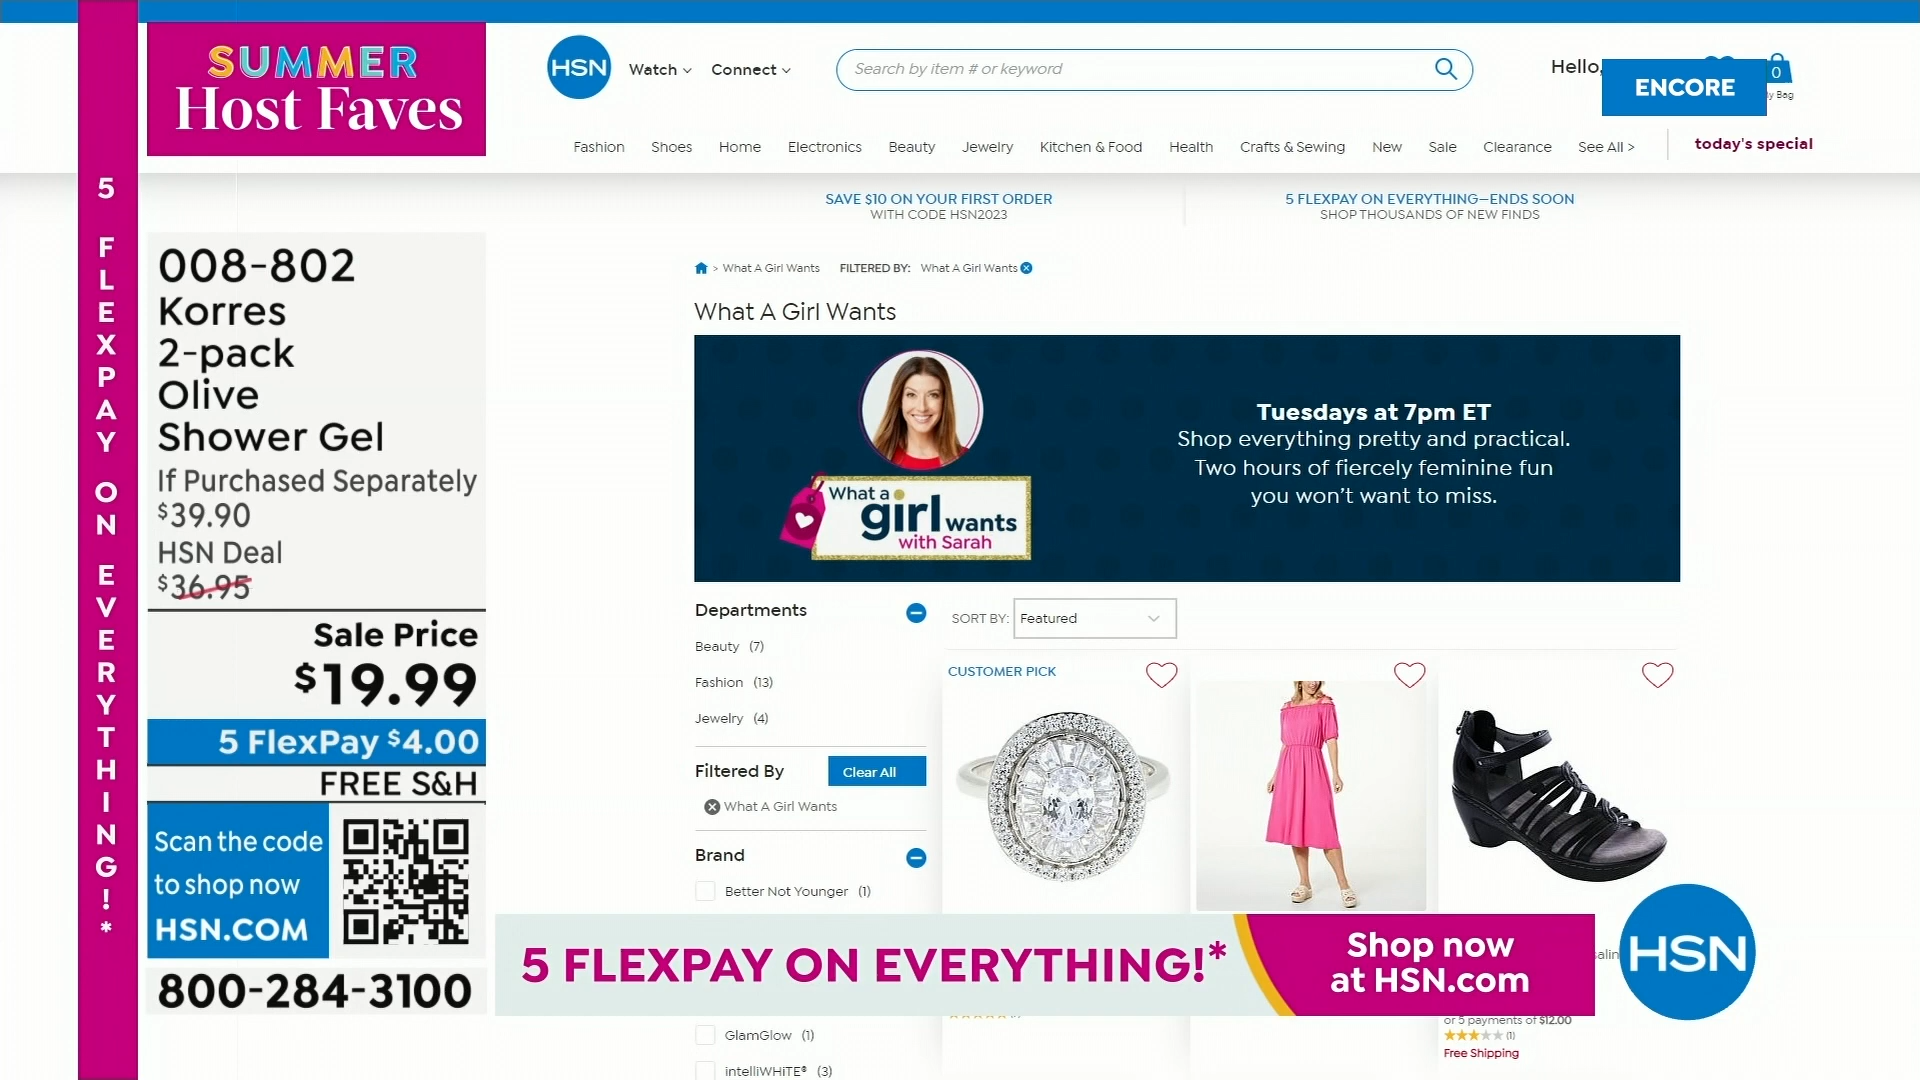 5 FLEXPAY ON EVERYTHING!*
SUMMER
Host Faves
008-802
Korres
2-pack
Olive
Shower Gel
If Purchased Separately
$39.90
HSN Deal
$36.95
Sale Price
$19.99
5 FlexPay $4.00
FREE S&H
Scan the code
to shop now
HSN.COM
800-284-3100
HSN
Watch
Connect
Search by item # or keyword
Hello,
ENCORE
0
Bag
Fashion
Shoes
Home
Electronics
Beauty
Jewelry
Kitchen & Food
Health
Crafts & Sewing
New
Sale
Clearance
See All >
today's special
SAVE $10 ON YOUR FIRST ORDER
WITH CODE HSN2023
5 FLEXPAY ON EVERYTHING—ENDS SOON
SHOP THOUSANDS OF NEW FINDS
> What A Girl Wants FILTERED BY: What A Girl Wants
What A Girl Wants
What a
girl wants
with Sarah
Tuesdays at 7pm ET
Shop everything pretty and practical.
Two hours of fiercely feminine fun
you won't want to miss.
Departments
Beauty (7)
Fashion (13)
Jewelry (4)
Filtered By
Clear All
What A Girl Wants
Brand
Better Not Younger (1)
GlamGlow (1)
intelliWHiTE® (3)
SORT BY: Featured
CUSTOMER PICK
5 FLEXPAY ON EVERYTHING!*
Shop now
at HSN.com
HSN
or 5 payments of $12.00
(1)
Free Shipping